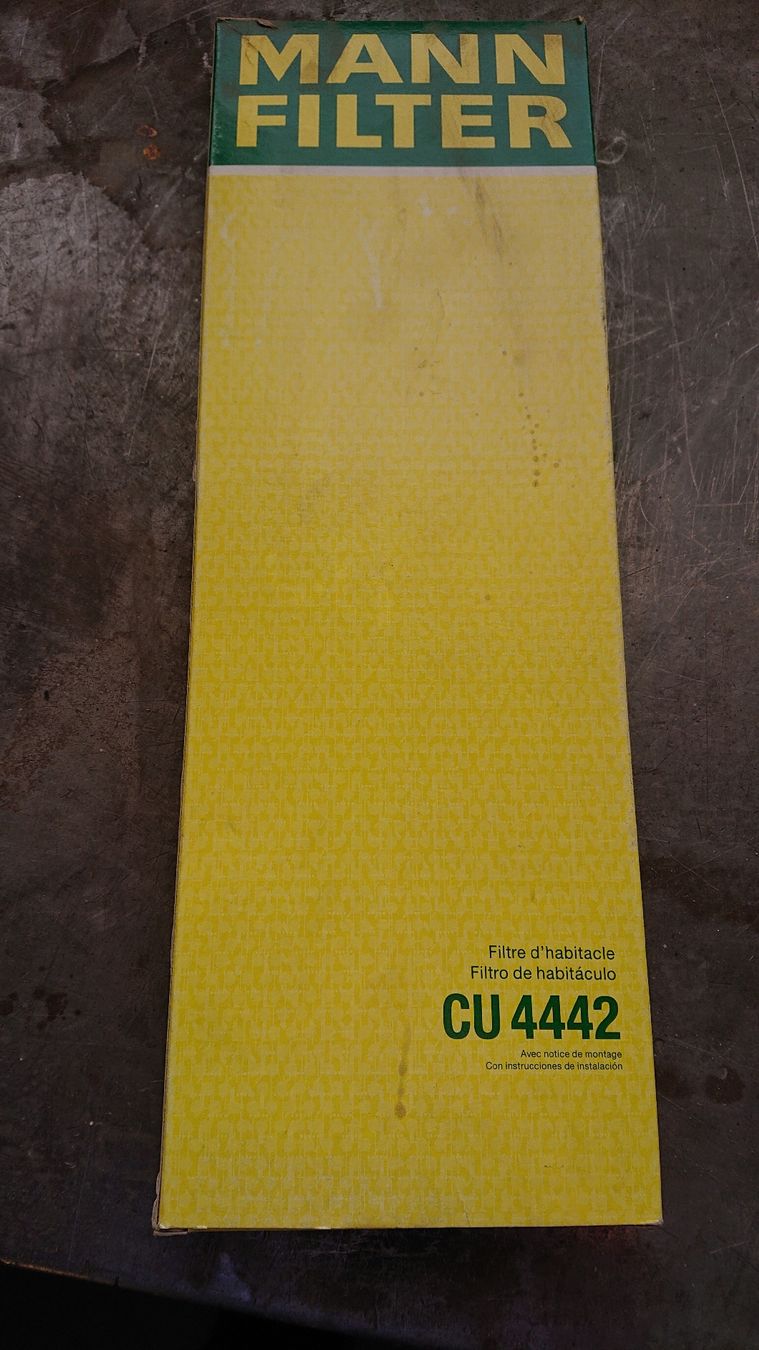 MANN
FILTER
Filtre d'habitacle
Filtro de habitáculo
CU 4442
Avec notice de montage
Con instrucciones de instalación